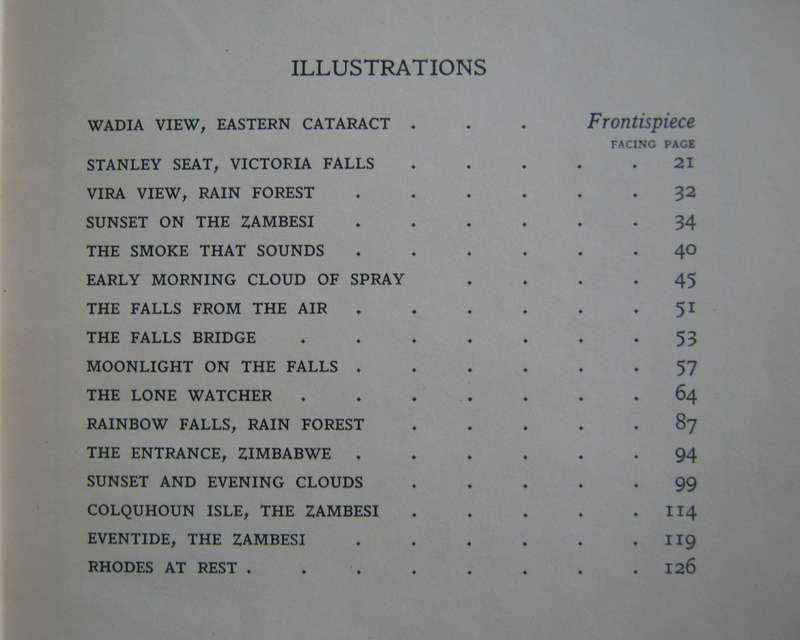 ILLUSTRATIONS
WADIA VIEW, EASTERN CATARACT . . . Frontispiece
FACING PAGE
STANLEY SEAT, VICTORIA FALLS . . . . . 21
VIRA VIEW, RAIN FOREST . . . . . . 32
SUNSET ON THE ZAMBESI . . . . . . 34
THE SMOKE THAT SOUNDS . . . . . . 40
EARLY MORNING CLOUD OF SPRAY . . . . 45
THE FALLS FROM THE AIR . . . . . . 51
THE FALLS BRIDGE . . . . . . . 53
MOONLIGHT ON THE FALLS . . . . . . 57
THE LONE WATCHER . . . . . . . 64
RAINBOW FALLS, RAIN FOREST . . . . . 87
THE ENTRANCE, ZIMBABWE . . . . . . 94
SUNSET AND EVENING CLOUDS . . . . . 99
COLQUHOUN ISLE, THE ZAMBESI . . . . . 114
EVENTIDE, THE ZAMBESI . . . . . . 119
RHODES AT REST . . . . . . . . 126